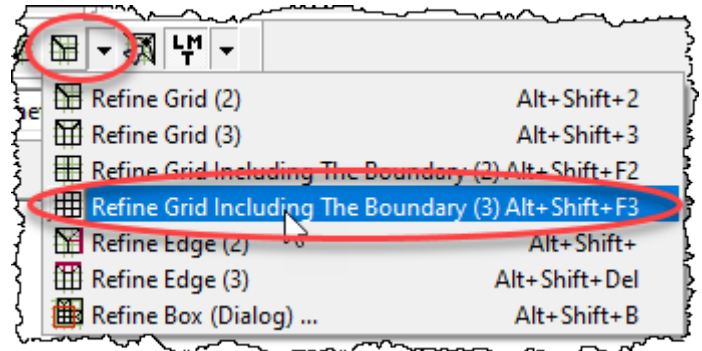 LM
T
Refine Grid (2) Alt+Shift+2
Refine Grid (3) Alt+Shift+3
Refine Grid Including The Boundary (2) Alt+Shift+F2
Refine Grid Including The Boundary (3) Alt+Shift+F3
Refine Edge (2) Alt+Shift+
Refine Edge (3) Alt+Shift+Del
Refine Box (Dialog) ... Alt+Shift+B